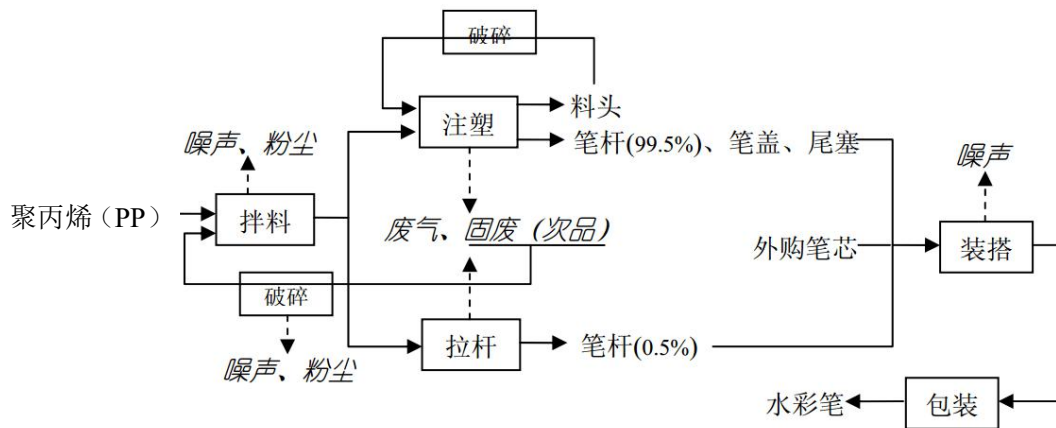 破碎
注塑
料头
笔杆(99.5%)、笔盖、尾塞
噪声、粉尘
噪声
聚丙烯（PP）
拌料
废气、固废（次品）
外购笔芯
装搭
破碎
拉杆
笔杆(0.5%)
噪声、粉尘
水彩笔
包装